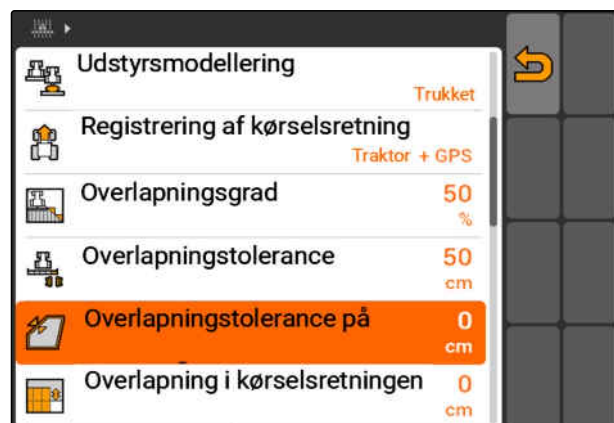 Udstyrsmodellering
Trukket
Registrering af kørselsretning
Traktor + GPS
Overlapningsgrad 50
%
Overlapningstolerance 50
cm
Overlapningstolerance på 0
cm
Overlapning i kørselsretningen 0
cm